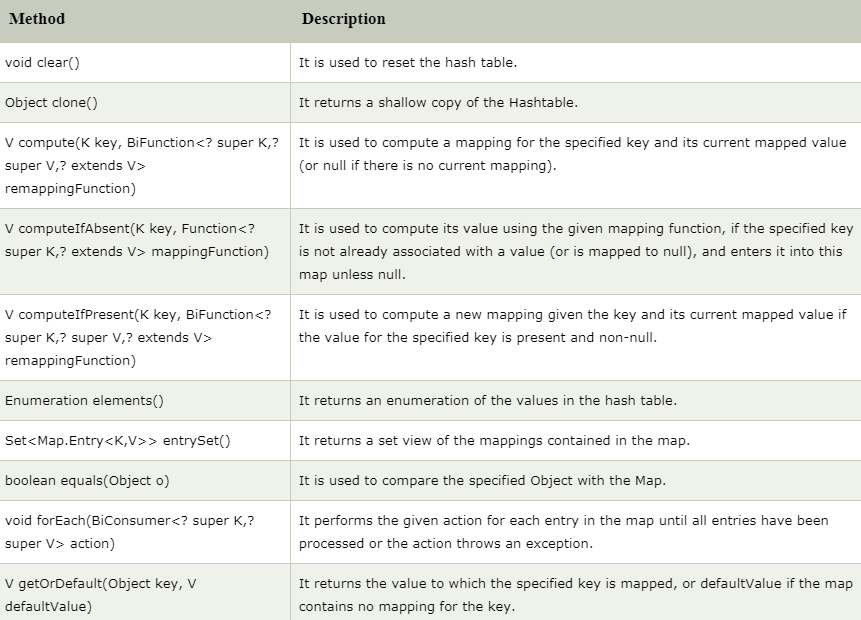 Method Description
void clear() It is used to reset the hash table.
Object clone() It returns a shallow copy of the Hashtable.
V compute(K key, BiFunction<? super K,? It is used to compute a mapping for the specified key and its current mapped value
super V,? extends V> (or null if there is no current mapping).
remappingFunction)
V computeIfAbsent(K key, Function<? It is used to compute its value using the given mapping function, if the specified key
super K,? extends V> mappingFunction) is not already associated with a value (or is mapped to null), and enters it into this
map unless null.
V computeIfPresent(K key, BiFunction<? It is used to compute a new mapping given the key and its current mapped value if
super K,? super V,? extends V> the value for the specified key is present and non-null.
remappingFunction)
Enumeration elements() It returns an enumeration of the values in the hash table.
Set<Map.Entry<K,V>> entrySet() It returns a set view of the mappings contained in the map.
boolean equals(Object o) It is used to compare the specified Object with the Map.
void forEach(BiConsumer<? super K,? It performs the given action for each entry in the map until all entries have been
super V> action) processed or the action throws an exception.
V getOrDefault(Object key, V It returns the value to which the specified key is mapped, or defaultValue if the map
defaultValue) contains no mapping for the key.